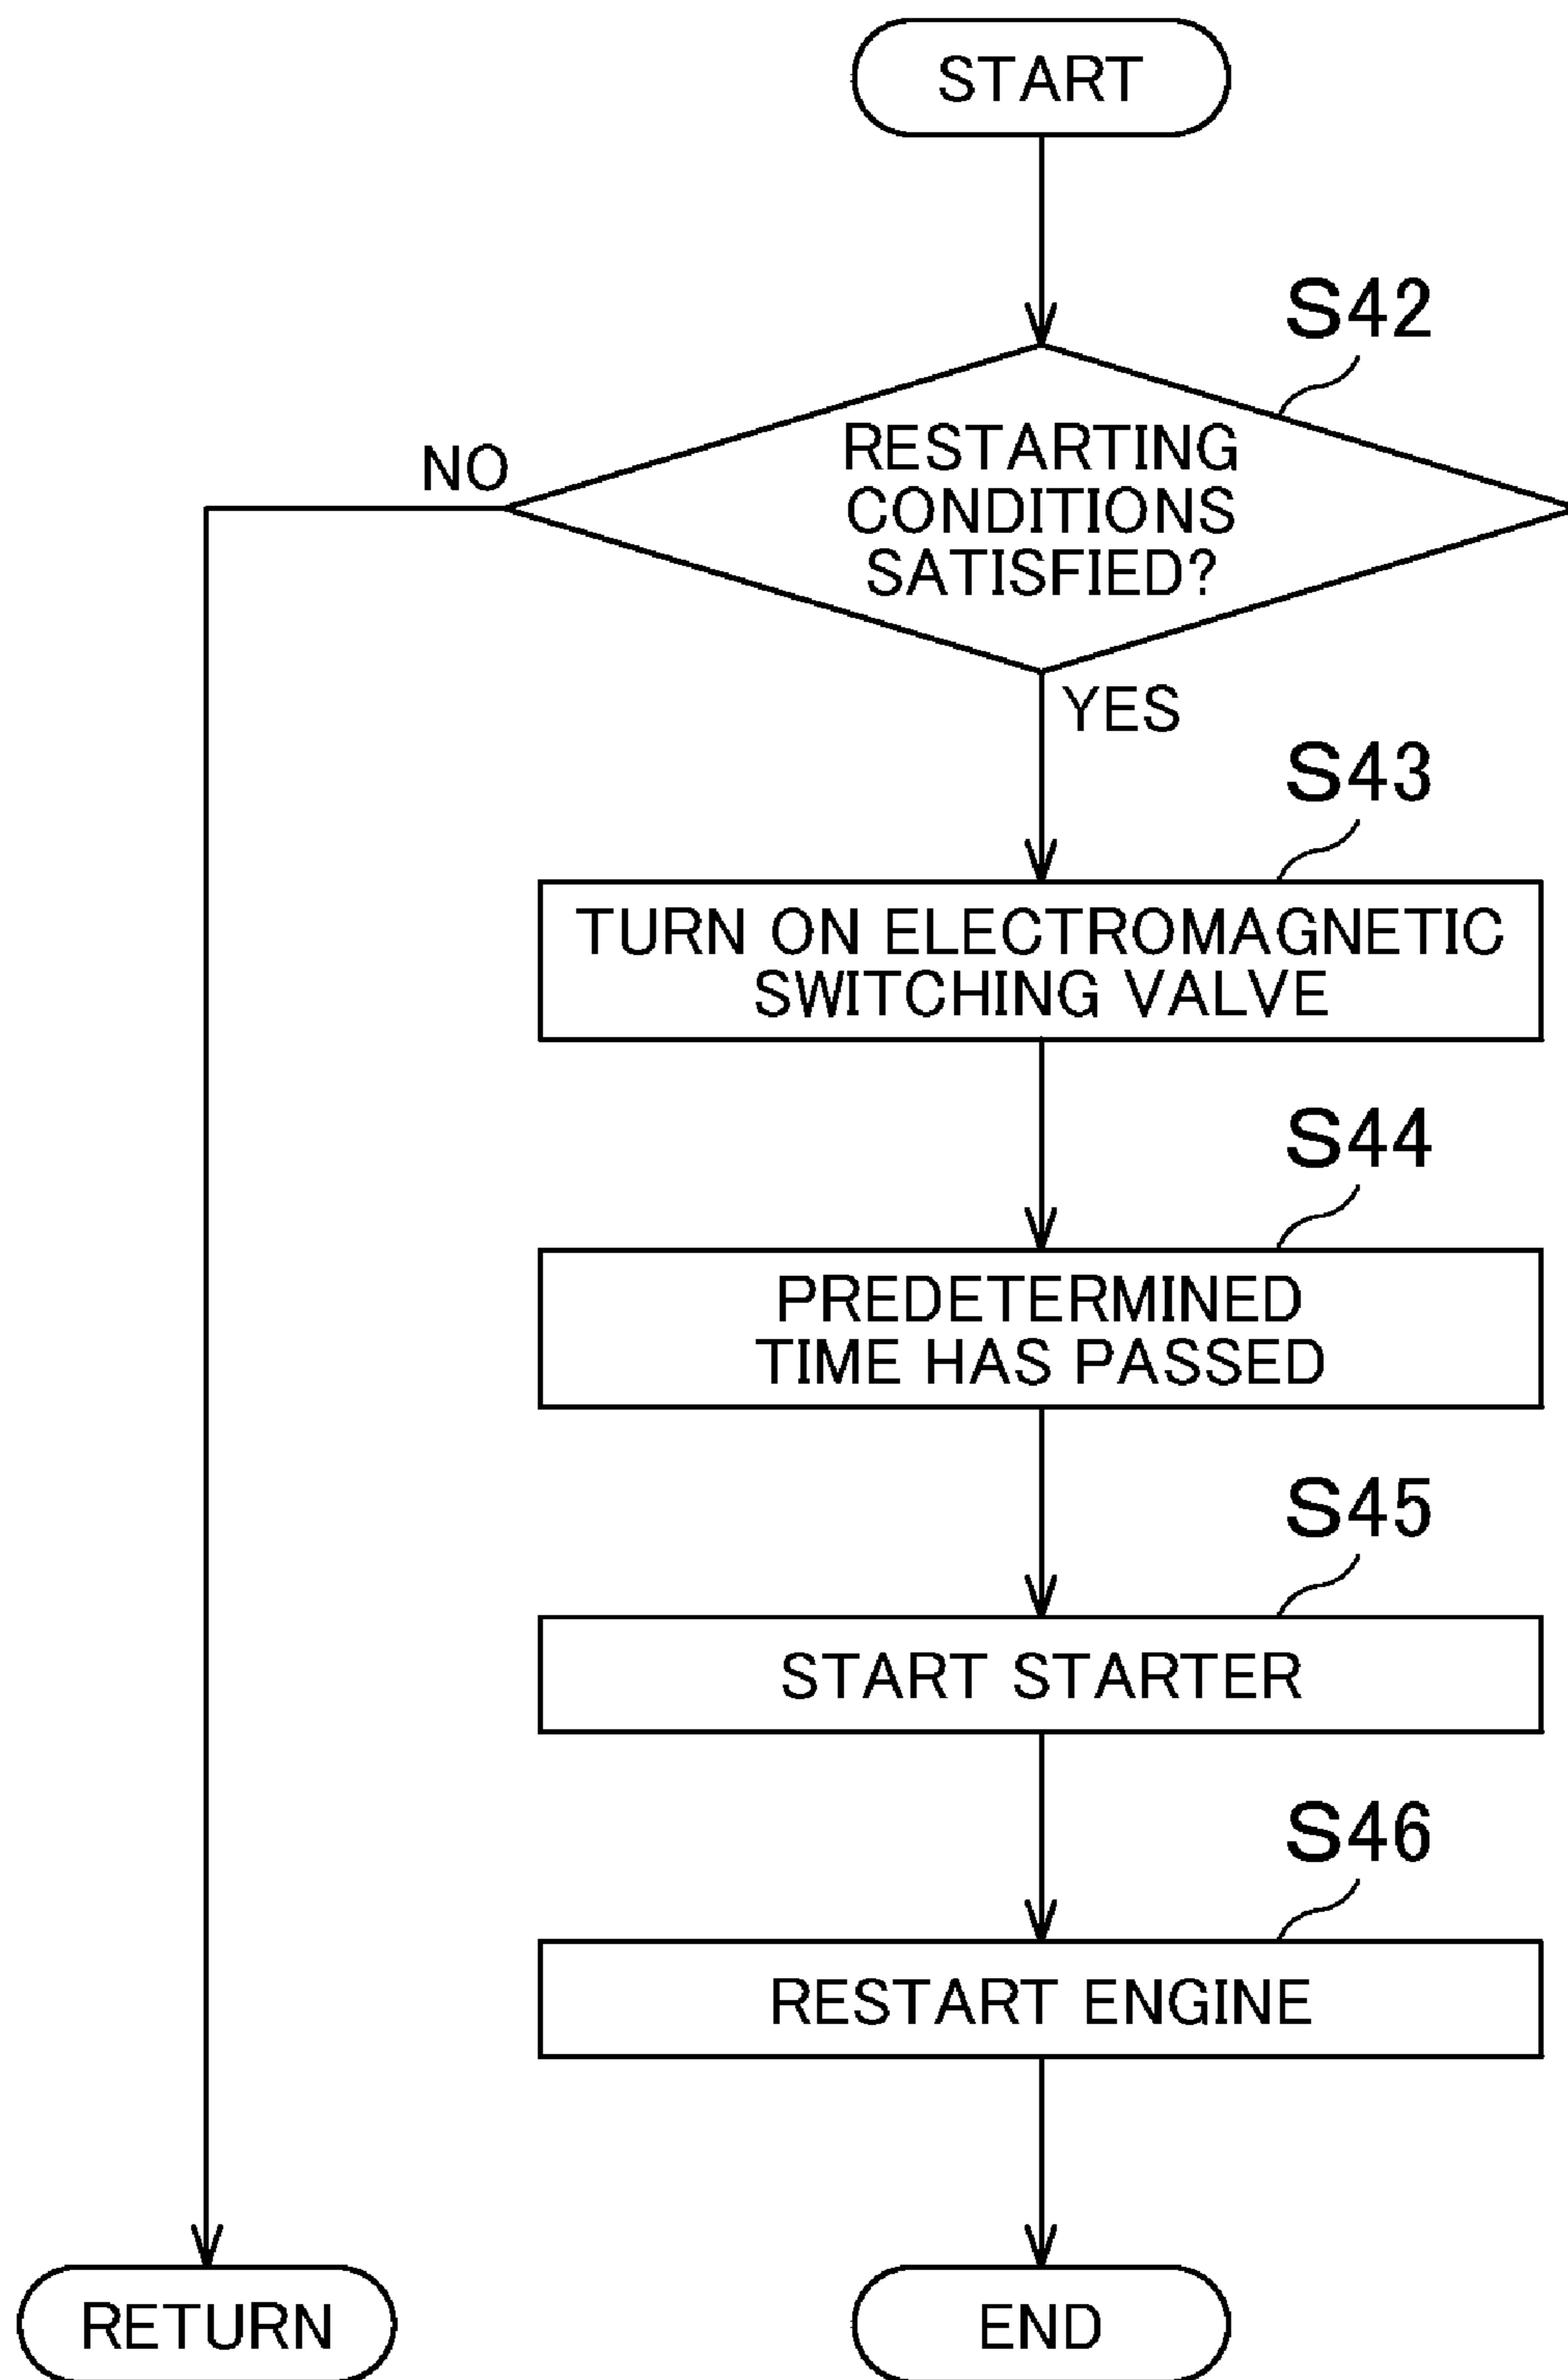 START
S42
RESTARTING
CONDITIONS
SATISFIED?
NO
YES
S43
TURN ON ELECTROMAGNETIC
SWITCHING VALVE
S44
PREDETERMINED
TIME HAS PASSED
S45
START STARTER
S46
RESTART ENGINE
RETURN
END